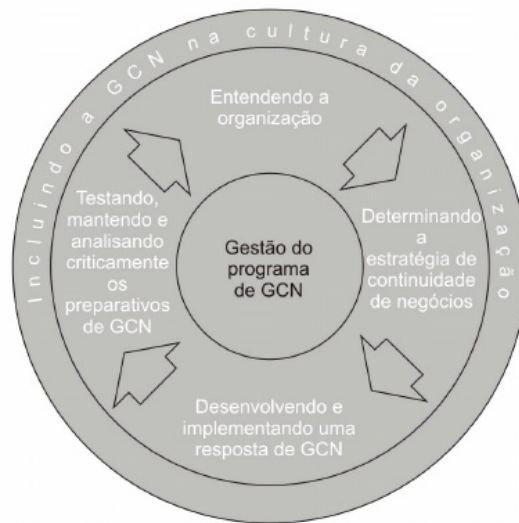 Incluindo a GCN na cultura da organização
Entendendo a
organização
Testando,
mantendo e
analisando
criticamente
os
preparativos
de GCN
Gestão do
programa
de GCN
Determinando
a
estratégia de
continuidade
de negócios
Desenvolvendo e
implementando uma
resposta de GCN